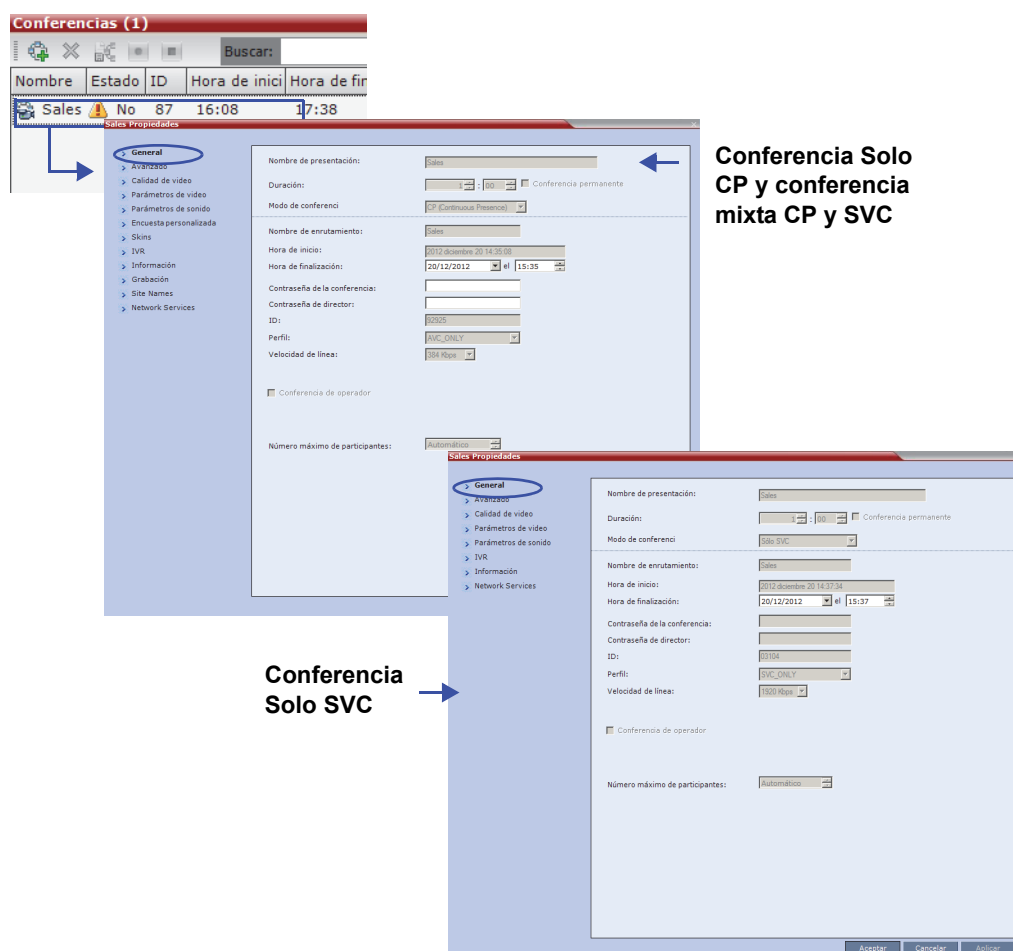 Conferencias (1)
Buscar:
Nombre Estado ID Hora de inici Hora de fin
Sales No 87 16:08 17:38
Sales Propiedades
General
Avanzado
Calidad de video
Parámetros de video
Parámetros de sonido
Encuesta personalizada
Skins
IVR
Información
Grabación
Site Names
Network Services
Nombre de presentación: Sales
Duración: 1 : 00 Conferencia permanente
Modo de conferenci CP (Continuous Presence)
Nombre de enrutamiento: Sales
Hora de inicio: 2012 diciembre 20 14:35:08
Hora de finalización: 20/12/2012 el 15:35
Contraseña de la conferencia:
Contraseña de director:
ID: 92925
Perfil: AVC_ONLY
Velocidad de línea: 384 Kbps
Conferencia de operador
Número máximo de participantes: Automático
Conferencia Solo
CP y conferencia
mixta CP y SVC
Sales Propiedades
General
Avanzado
Calidad de video
Parámetros de video
Parámetros de sonido
IVR
Información
Network Services
Nombre de presentación: Sales
Duración: 1 : 00 Conferencia permanente
Modo de conferenci Sólo SVC
Nombre de enrutamiento: Sales
Hora de inicio: 2012 diciembre 20 14:37:34
Hora de finalización: 20/12/2012 el 15:37
Contraseña de la conferencia:
Contraseña de director:
ID: 03104
Perfil: SVC_ONLY
Velocidad de línea: 1920 Kbps
Conferencia de operador
Número máximo de participantes: Automático
Aceptar Cancelar Aplicar
Conferencia
Solo SVC